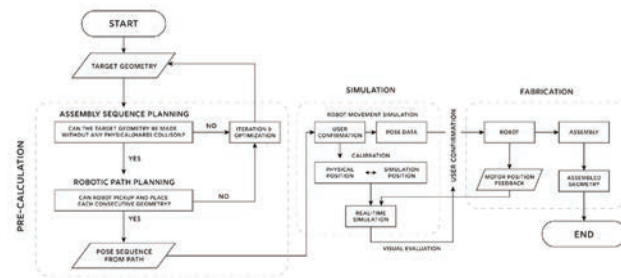 START
TARGET GEOMETRY
ASSEMBLY SEQUENCE PLANNING
CAN THE TARGET GEOMETRY BE MADE
WITHOUT ANY PHYSICAL(HARD) COLLISON?
NO
ITERATION &
OPTIMIZATION
YES
ROBOTIC PATH PLANNING
CAN ROBOT PICKUP AND PLACE
EACH CONSECUTIVE GEOMETRY?
NO
YES
POSE SEQUENCE
FROM PATH
PRE-CALCULATION
SIMULATION
ROBOT MOVEMENT SIMULATION
USER
CONFIRMATION
POSE DATA
CALIBRATION
PHYSICAL
POSITION
SIMULATION
POSITION
REAL-TIME
SIMULATION
VISUAL EVALUATION
USER CONFIRMATION
FABRICATION
ROBOT
ASSEMBLY
MOTOR POSITION
FEEDBACK
ASSEMBLED
GEOMETRY
END